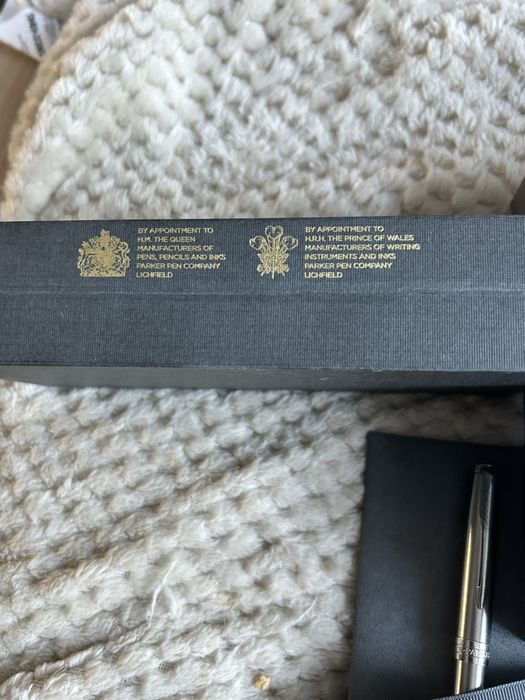 BY APPOINTMENT TO
H.M. THE QUEEN
MANUFACTURERS OF
PENS, PENCILS AND INKS
PARKER PEN COMPANY
LICHFIELD
BY APPOINTMENT TO
H.R.H. THE PRINCE OF WALES
MANUFACTURERS OF WRITING
INSTRUMENTS AND INKS
PARKER PEN COMPANY
LICHFIELD